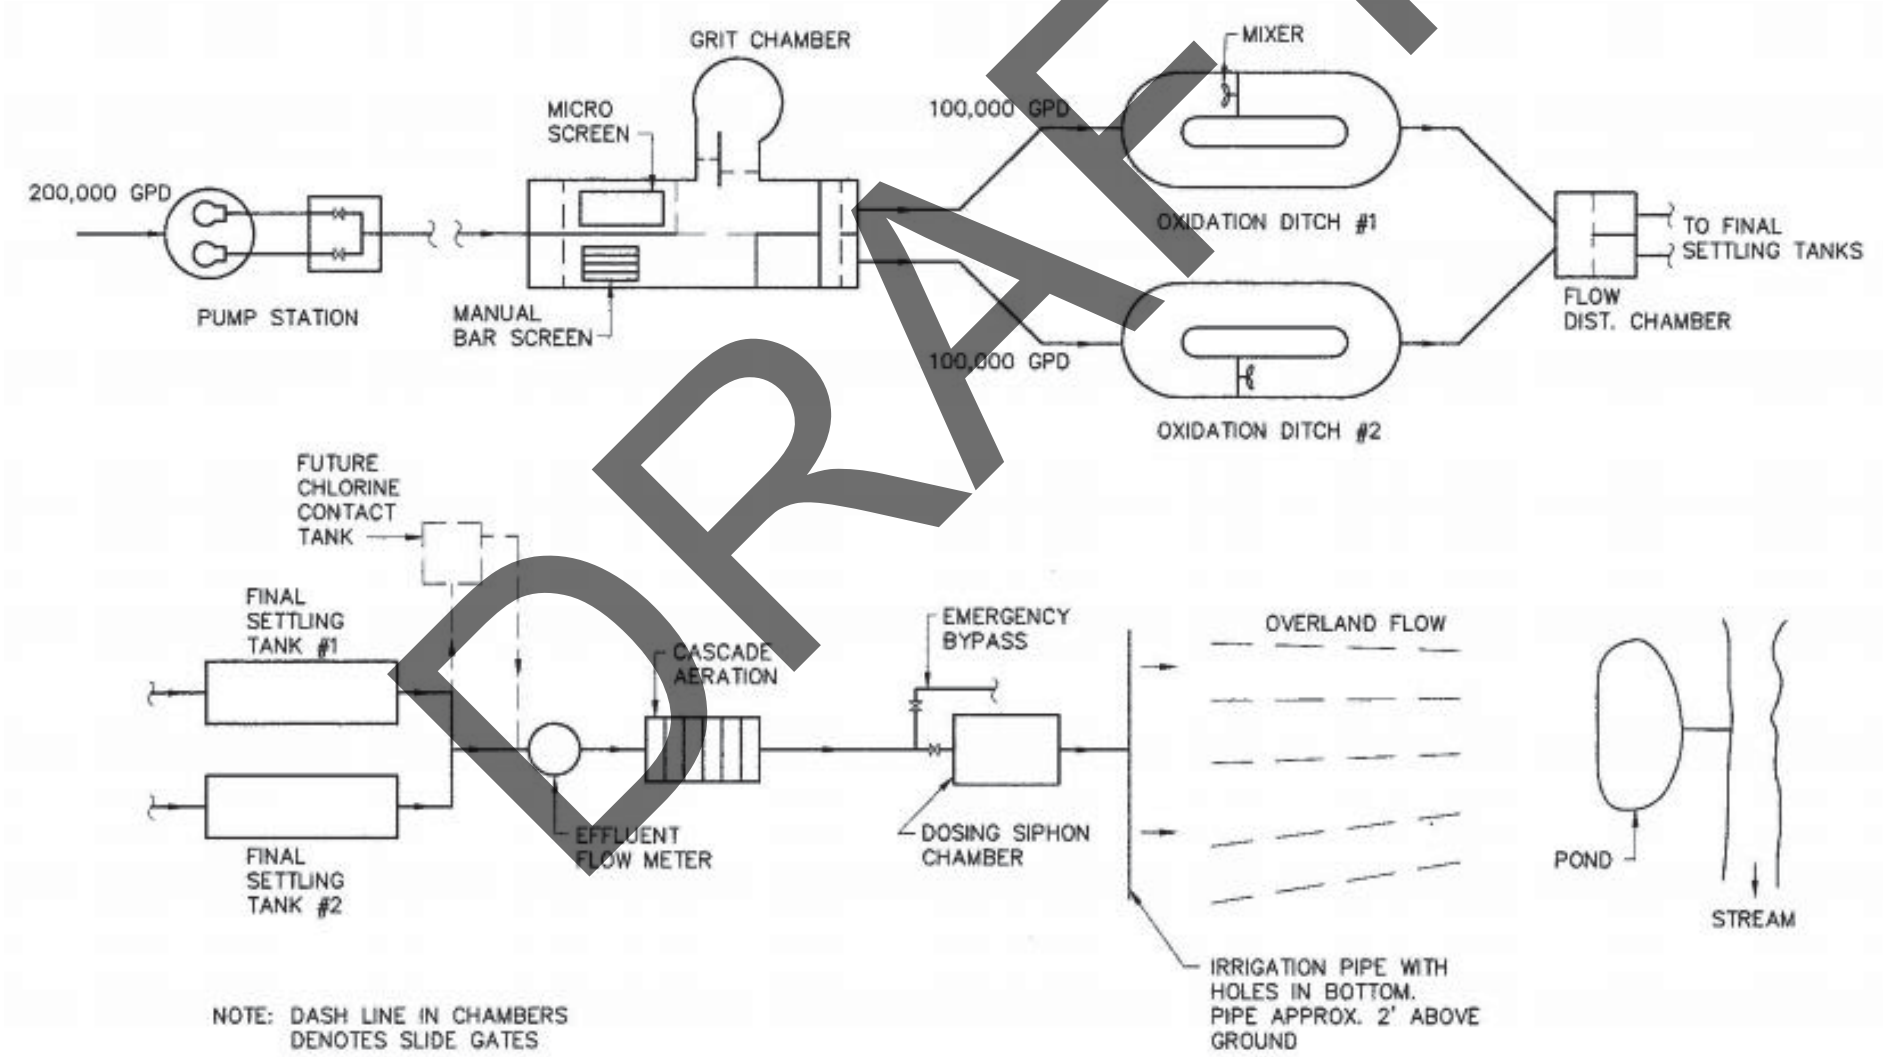 GRIT CHAMBER
MIXER
MICRO
SCREEN
100,000 GPD
200,000 GPD
OXIDATION DITCH #1
TO FINAL
SETTLING TANKS
PUMP STATION
MANUAL
BAR SCREEN
FLOW
DIST. CHAMBER
100,000 GPD
OXIDATION DITCH #2
FUTURE
CHLORINE
CONTACT
TANK
FINAL
SETTLING
TANK #1
CASCADE
AERATION
EMERGENCY
BYPASS
OVERLAND FLOW
EFFLUENT
FLOW METER
DOSING SIPHON
CHAMBER
POND
FINAL
SETTLING
TANK #2
STREAM
IRRIGATION PIPE WITH
HOLES IN BOTTOM.
PIPE APPROX. 2' ABOVE
GROUND
NOTE: DASH LINE IN CHAMBERS
DENOTES SLIDE GATES
DRAFT